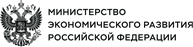 МИНИСТЕРСТВО
ЭКОНОМИЧЕСКОГО РАЗВИТИЯ
РОССИЙСКОЙ ФЕДЕРАЦИИ